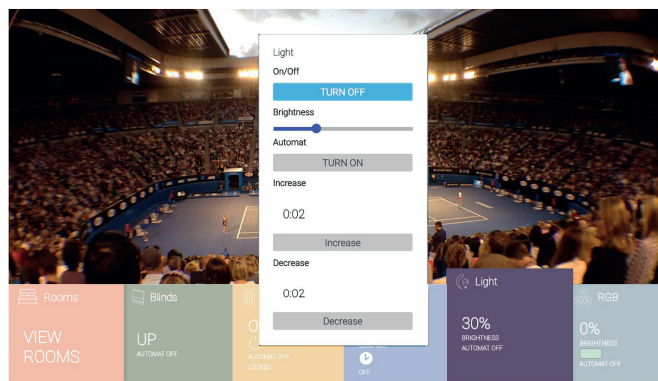 Light
On/Off
TURN OFF
Brightness
Automat
TURN ON
Increase
0:02
Increase
Decrease
0:02
Decrease
Rooms
VIEW
ROOMS
Blinds
UP
AUTOMAT OFF
AUTOMAT OFF
LOCKED
OFF
Light
30%
BRIGHTNESS
AUTOMAT OFF
RGB
0%
BRIGHTNESS
AUTOMAT OFF